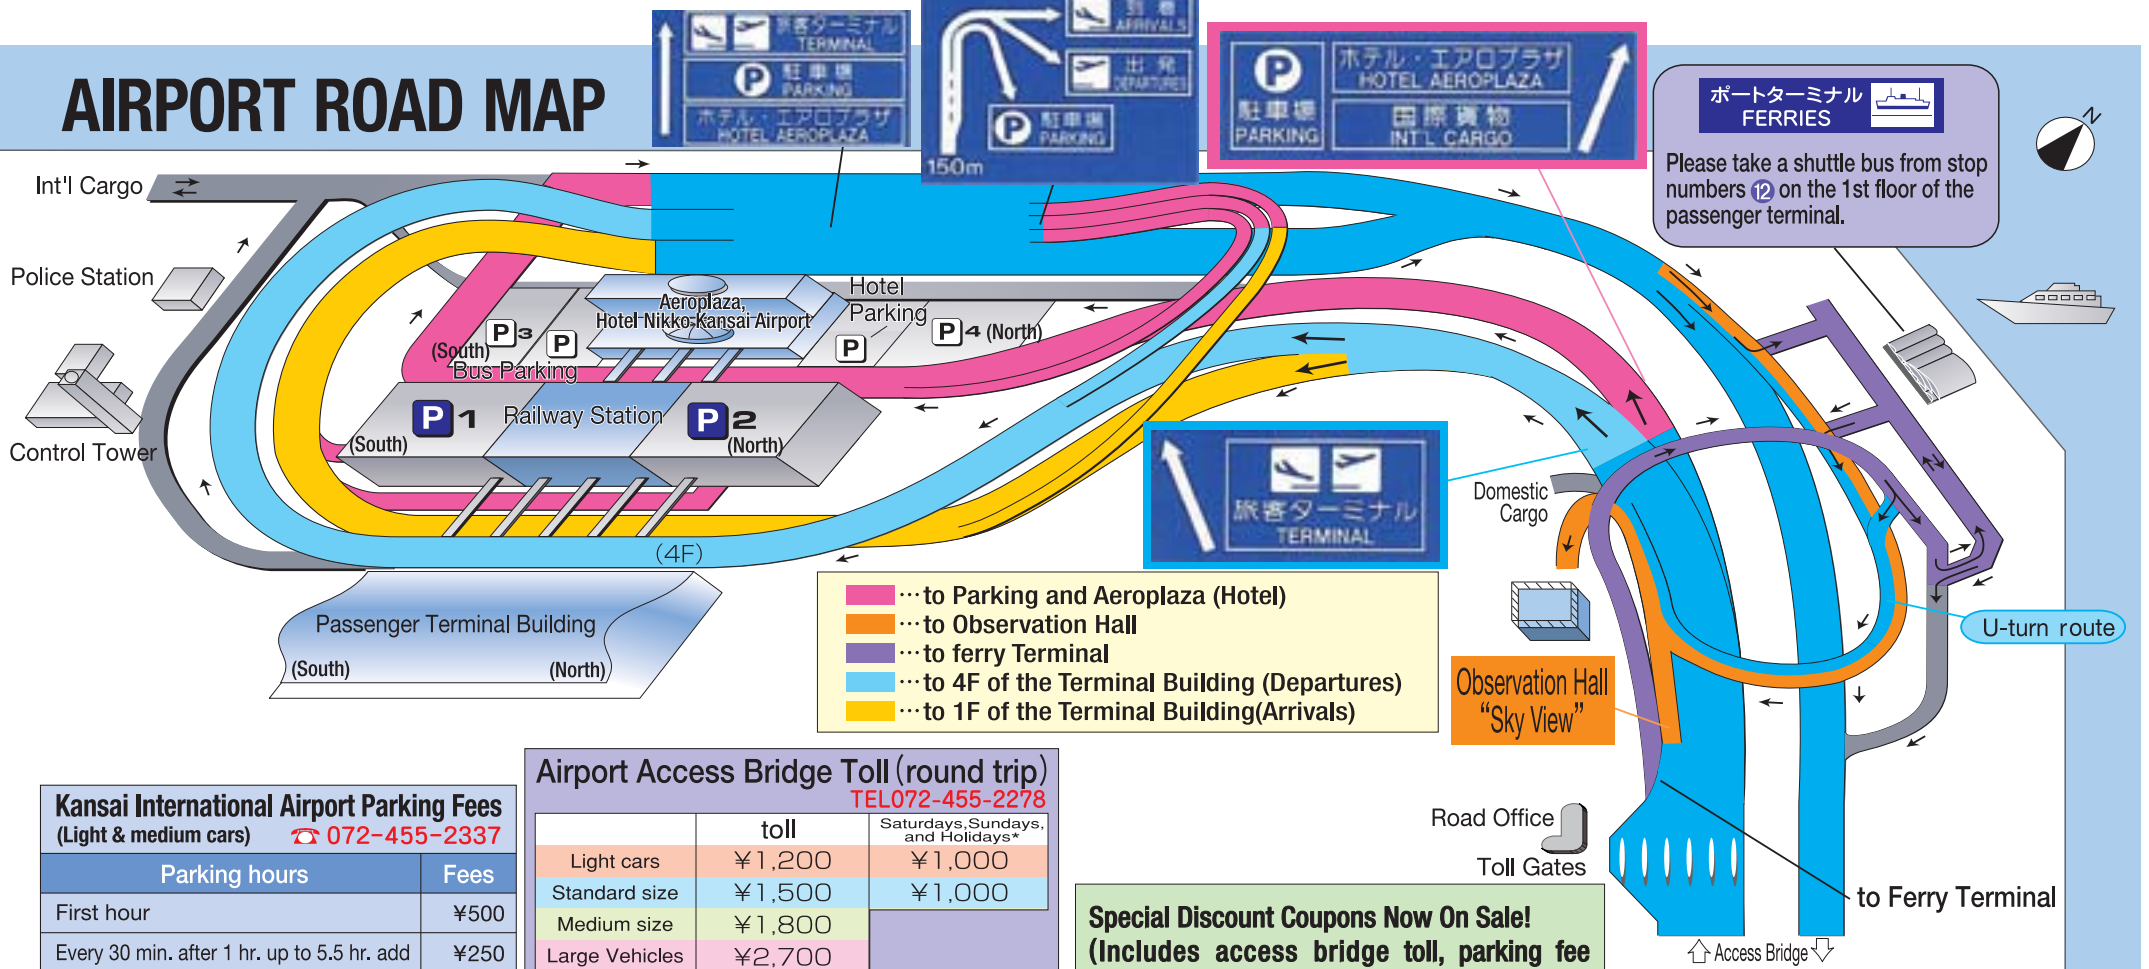 AIRPORT ROAD MAP
旅客ターミナル
TERMINAL
P 駐車場
PARKING
ホテル・エアロプラザ
HOTEL AEROPLAZA
到着
ARRIVALS
出発
DEPARTURES
P 駐車場
PARKING
150m
P
駐車場
PARKING
ホテル・エアロプラザ
HOTEL AEROPLAZA
国際貨物
INT'L CARGO
ポートターミナル
FERRIES
Please take a shuttle bus from stop
numbers 12 on the 1st floor of the
passenger terminal.
N
Int'l Cargo
Police Station
Control Tower
Aeroplaza,
Hotel Nikko Kansai Airport
Hotel
Parking
P
P 3
(South)
P
Bus Parking
P 4 (North)
P 1
(South)
Railway Station
P 2
(North)
(4F)
Passenger Terminal Building
(South)
(North)
旅客ターミナル
TERMINAL
Domestic
Cargo
…to Parking and Aeroplaza (Hotel)
…to Observation Hall
…to ferry Terminal
…to 4F of the Terminal Building (Departures)
…to 1F of the Terminal Building(Arrivals)
U-turn route
Observation Hall
“Sky View”
Road Office
Toll Gates
to Ferry Terminal
Access Bridge
Kansai International Airport Parking Fees
(Light & medium cars) ☎ 072-455-2337
Parking hours Fees
First hour ¥500
Every 30 min. after 1 hr. up to 5.5 hr. add ¥250
Airport Access Bridge Toll (round trip)
TEL072-455-2278
toll Saturdays,Sundays,
and Holidays*
Light cars ¥1,200 ¥1,000
Standard size ¥1,500 ¥1,000
Medium size ¥1,800
Large Vehicles ¥2,700
Special Discount Coupons Now On Sale!
(Includes access bridge toll, parking fee